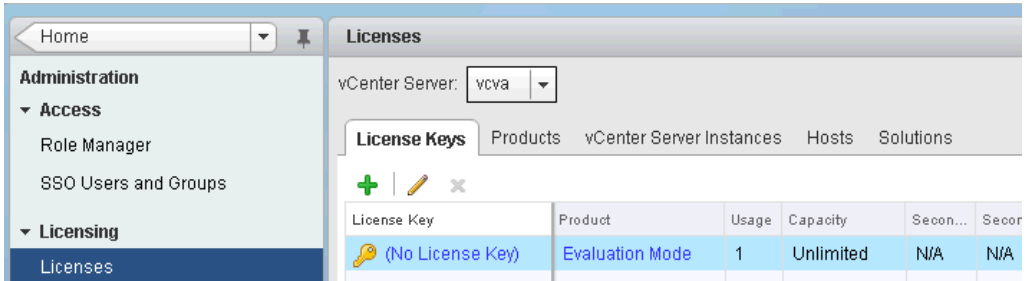 Home
Licenses
Administration
vCenter Server: vcva
Access
Role Manager
License Keys Products vCenter Server Instances Hosts Solutions
SSO Users and Groups
License Key Product Usage Capacity Secon... Secon
Licensing
(No License Key) Evaluation Mode 1 Unlimited N/A N/A
Licenses